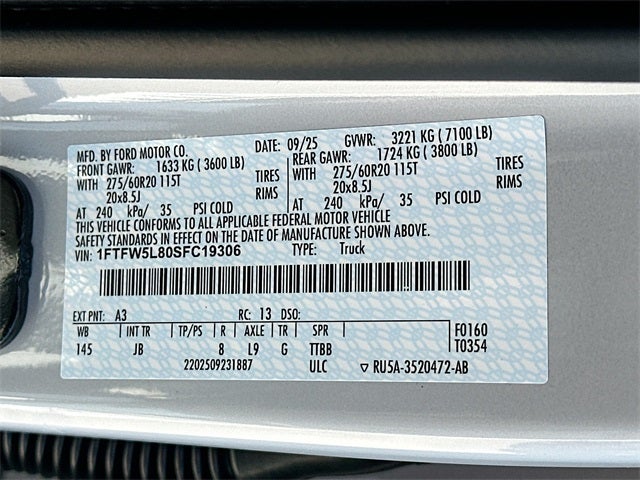 MFD. BY FORD MOTOR CO. DATE: 09/25 GVWR: 3221 KG ( 7100 LB)
FRONT GAWR: 1633 KG ( 3600 LB) REAR GAWR: 1724 KG ( 3800 LB)
WITH 275/60R20 115T TIRES WITH 275/60R20 115T TIRES
20x8.5J RIMS 20x8.5J RIMS
AT 240 kPa/ 35 PSI COLD AT 240 kPa/ 35 PSI COLD
THIS VEHICLE CONFORMS TO ALL APPLICABLE FEDERAL MOTOR VEHICLE
SAFETY STANDARDS IN EFFECT ON THE DATE OF MANUFACTURE SHOWN ABOVE.
VIN: 1FTFW5L80SFC19306 TYPE: Truck
EXT PNT: A3 RC: 13 DSO:
WB INT TR TP/PS R AXLE TR SPR F0160
145 JB 8 L9 G TTBB T0354
2202509231887 ULC ▼ RU5A-3520472-AB